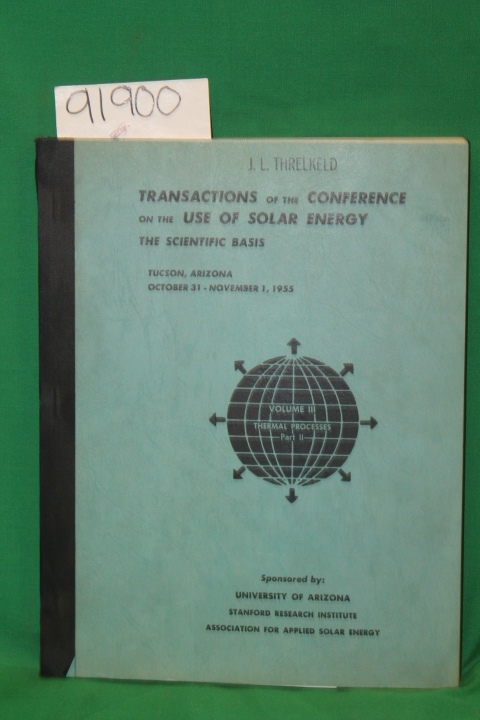 91900
J. L. THRELKELD
TRANSACTIONS OF THE CONFERENCE
ON THE USE OF SOLAR ENERGY
THE SCIENTIFIC BASIS
TUCSON, ARIZONA
OCTOBER 31 - NOVEMBER 1, 1955
VOLUME III
THERMAL PROCESSES
Part II
Sponsored by:
UNIVERSITY OF ARIZONA
STANFORD RESEARCH INSTITUTE
ASSOCIATION FOR APPLIED SOLAR ENERGY